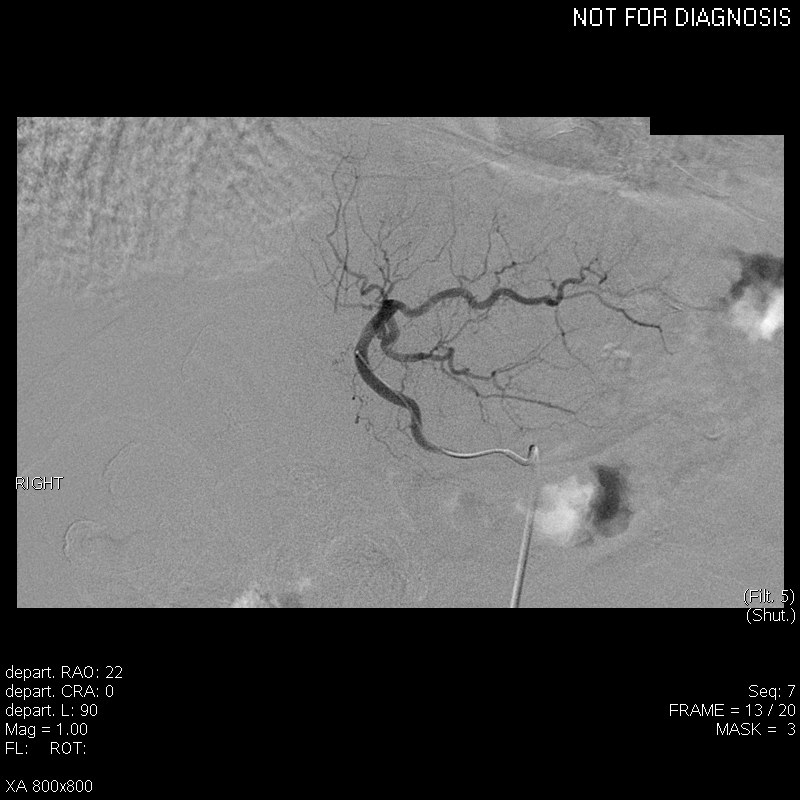 NOT FOR DIAGNOSIS
RIGHT
(Filt. 5)
(Shut.)
depart. RAO: 22
depart. CRA: 0
depart. L: 90
Mag = 1.00
FL: ROT:
Seq: 7
FRAME = 13 / 20
MASK = 3
XA 800x800